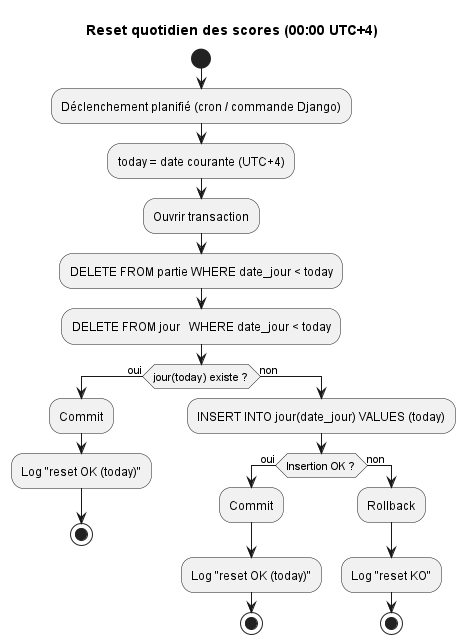 Reset quotidien des scores (00:00 UTC+4)
Déclenchement planifié (cron / commande Django)
today = date courante (UTC+4)
Ouvrir transaction
DELETE FROM partie WHERE date_jour < today
DELETE FROM jour   WHERE date_jour < today
oui
jour(today) existe ?
non
Commit
INSERT INTO jour(date_jour) VALUES (today)
Log "reset OK (today)"
oui
Insertion OK ?
non
Commit
Rollback
Log "reset OK (today)"
Log "reset KO"